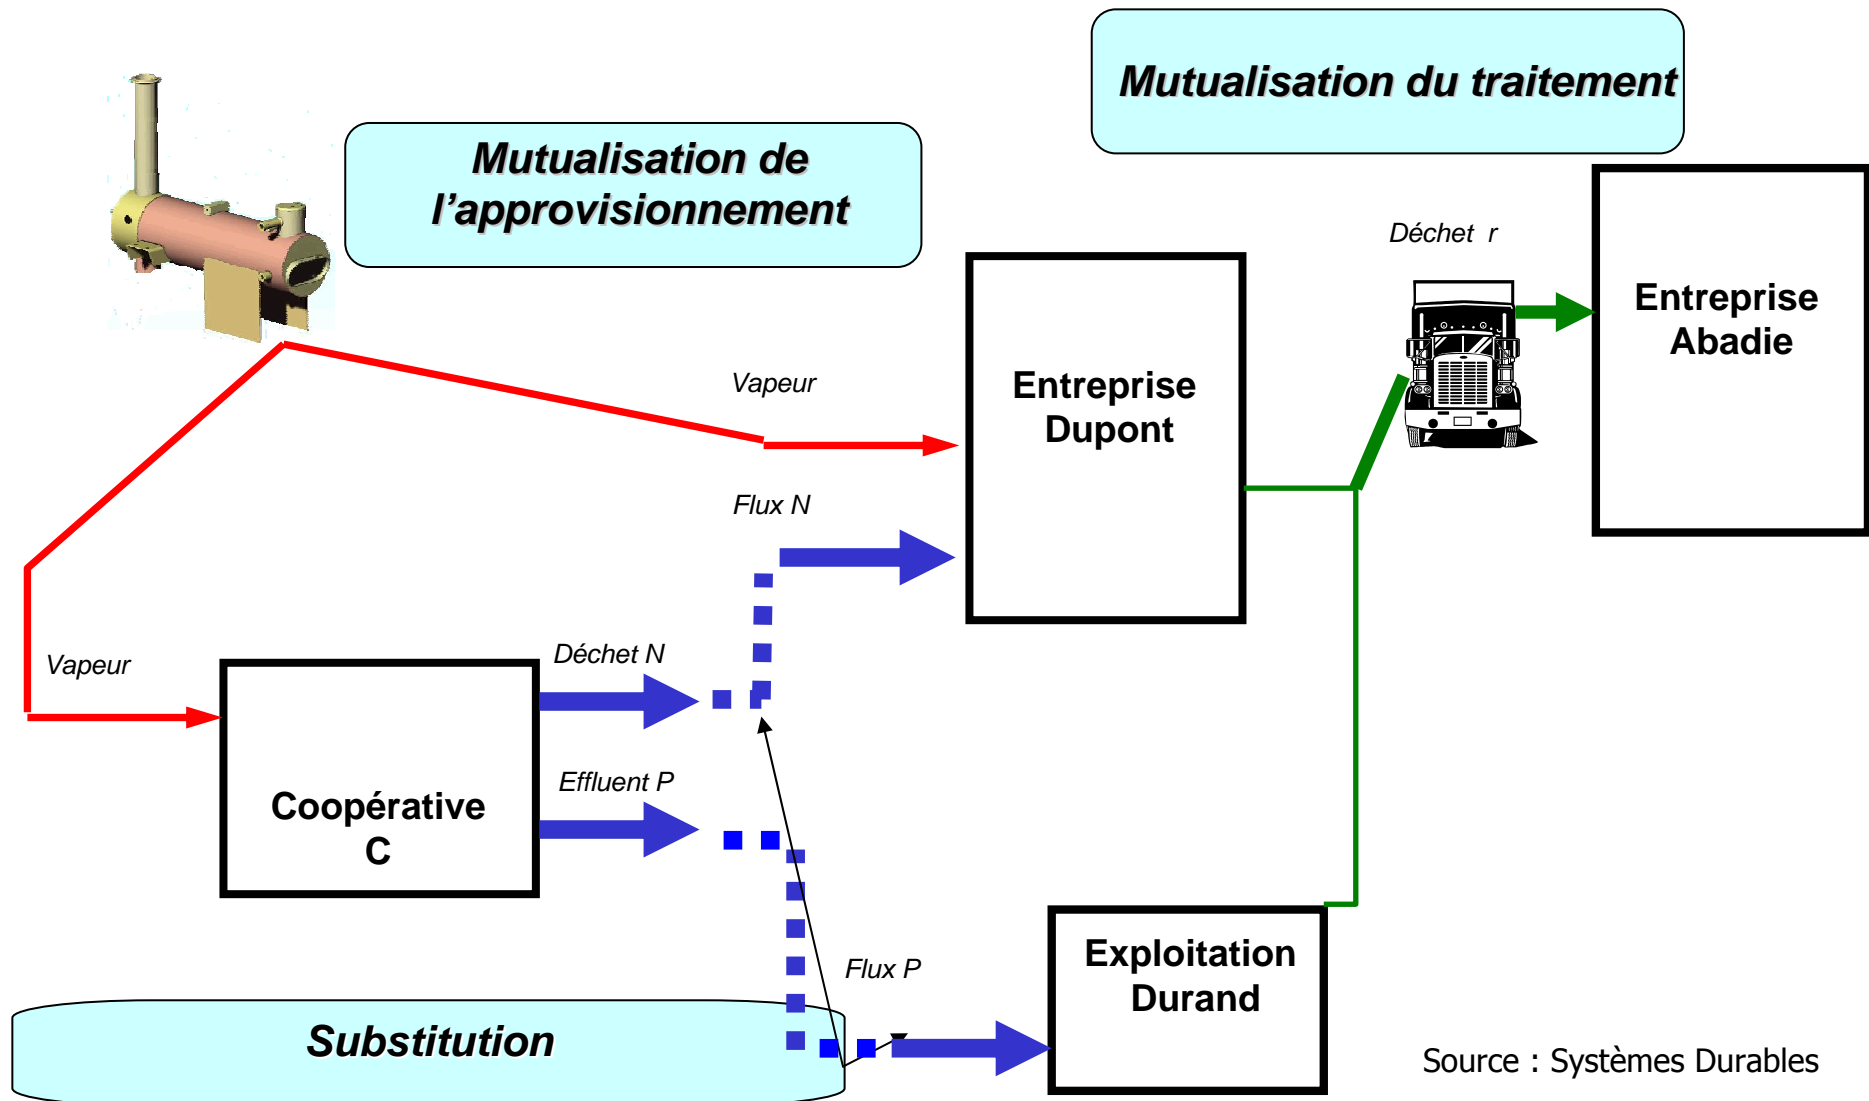 Mutualisation du traitement
Mutualisation de
l’approvisionnement
Déchet r
Entreprise
Abadie
Vapeur
Entreprise
Dupont
Flux N
Vapeur
Déchet N
Effluent P
Coopérative
C
Flux P
Exploitation
Durand
Substitution
Source : Systèmes Durables